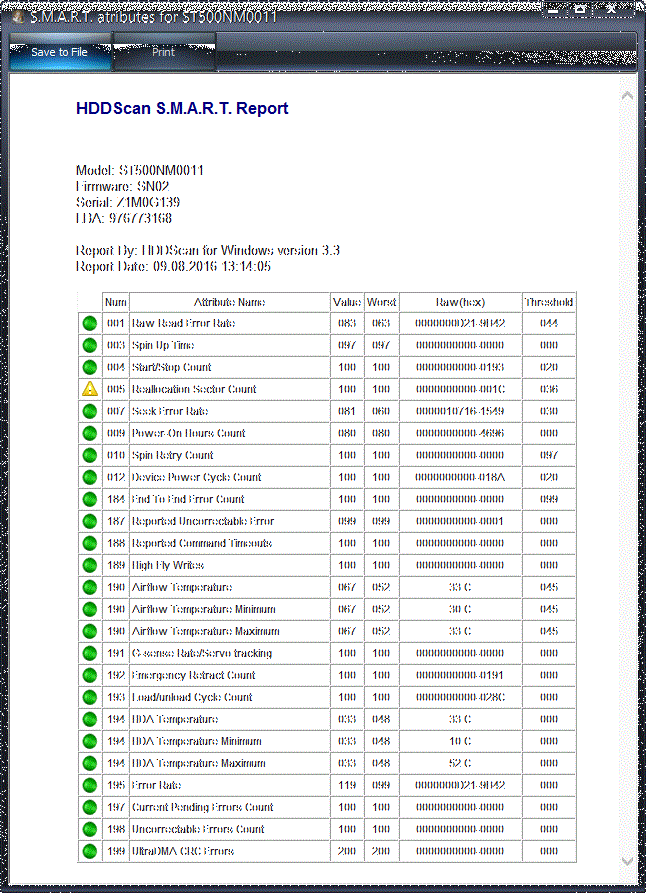 S.M.A.R.T. atributes for ST500NM0011
Save to File Print
HDDScan S.M.A.R.T. Report
Model: ST500NM0011
Firmware: SN02
Serial: Z1M0G139
LBA: 976773168
Report By: HDDScan for Windows version 3.3
Report Date: 09.08.2016 13:14:05
Num Attribute Name Value Worst Raw(hex) Threshold
001 Raw Read Error Rate 083 063 0000000D21-9B42 044
003 Spin Up Time 097 097 0000000000-0000 000
004 Start/Stop Count 100 100 0000000000-0193 020
005 Reallocation Sector Count 100 100 0000000000-001C 036
007 Seek Error Rate 081 060 0000010716-1549 030
009 Power-On Hours Count 080 080 0000000000-4696 000
010 Spin Retry Count 100 100 0000000000-0000 097
012 Device Power Cycle Count 100 100 0000000000-018A 020
184 End To End Error Count 100 100 0000000000-0000 099
187 Reported Uncorrectable Error 099 099 0000000000-0001 000
188 Reported Command Timeouts 100 100 0000000000-0000 000
189 High Fly Writes 100 100 0000000000-0000 000
190 Airflow Temperature 067 052 33 C 045
190 Airflow Temperature Minimum 067 052 30 C 045
190 Airflow Temperature Maximum 067 052 33 C 045
191 G-sense Rate/Servo tracking 100 100 0000000000-0000 000
192 Emergency Retract Count 100 100 0000000000-0191 000
193 Load/unload Cycle Count 100 100 0000000000-028C 000
194 HDA Temperature 033 048 33 C 000
194 HDA Temperature Minimum 033 048 10 C 000
194 HDA Temperature Maximum 033 048 52 C 000
195 Error Rate 119 099 0000000D21-9B42 000
197 Current Pending Errors Count 100 100 0000000000-0000 000
198 Uncorrectable Errors Count 100 100 0000000000-0000 000
199 UltraDMA CRC Errors 200 200 0000000000-0000 000